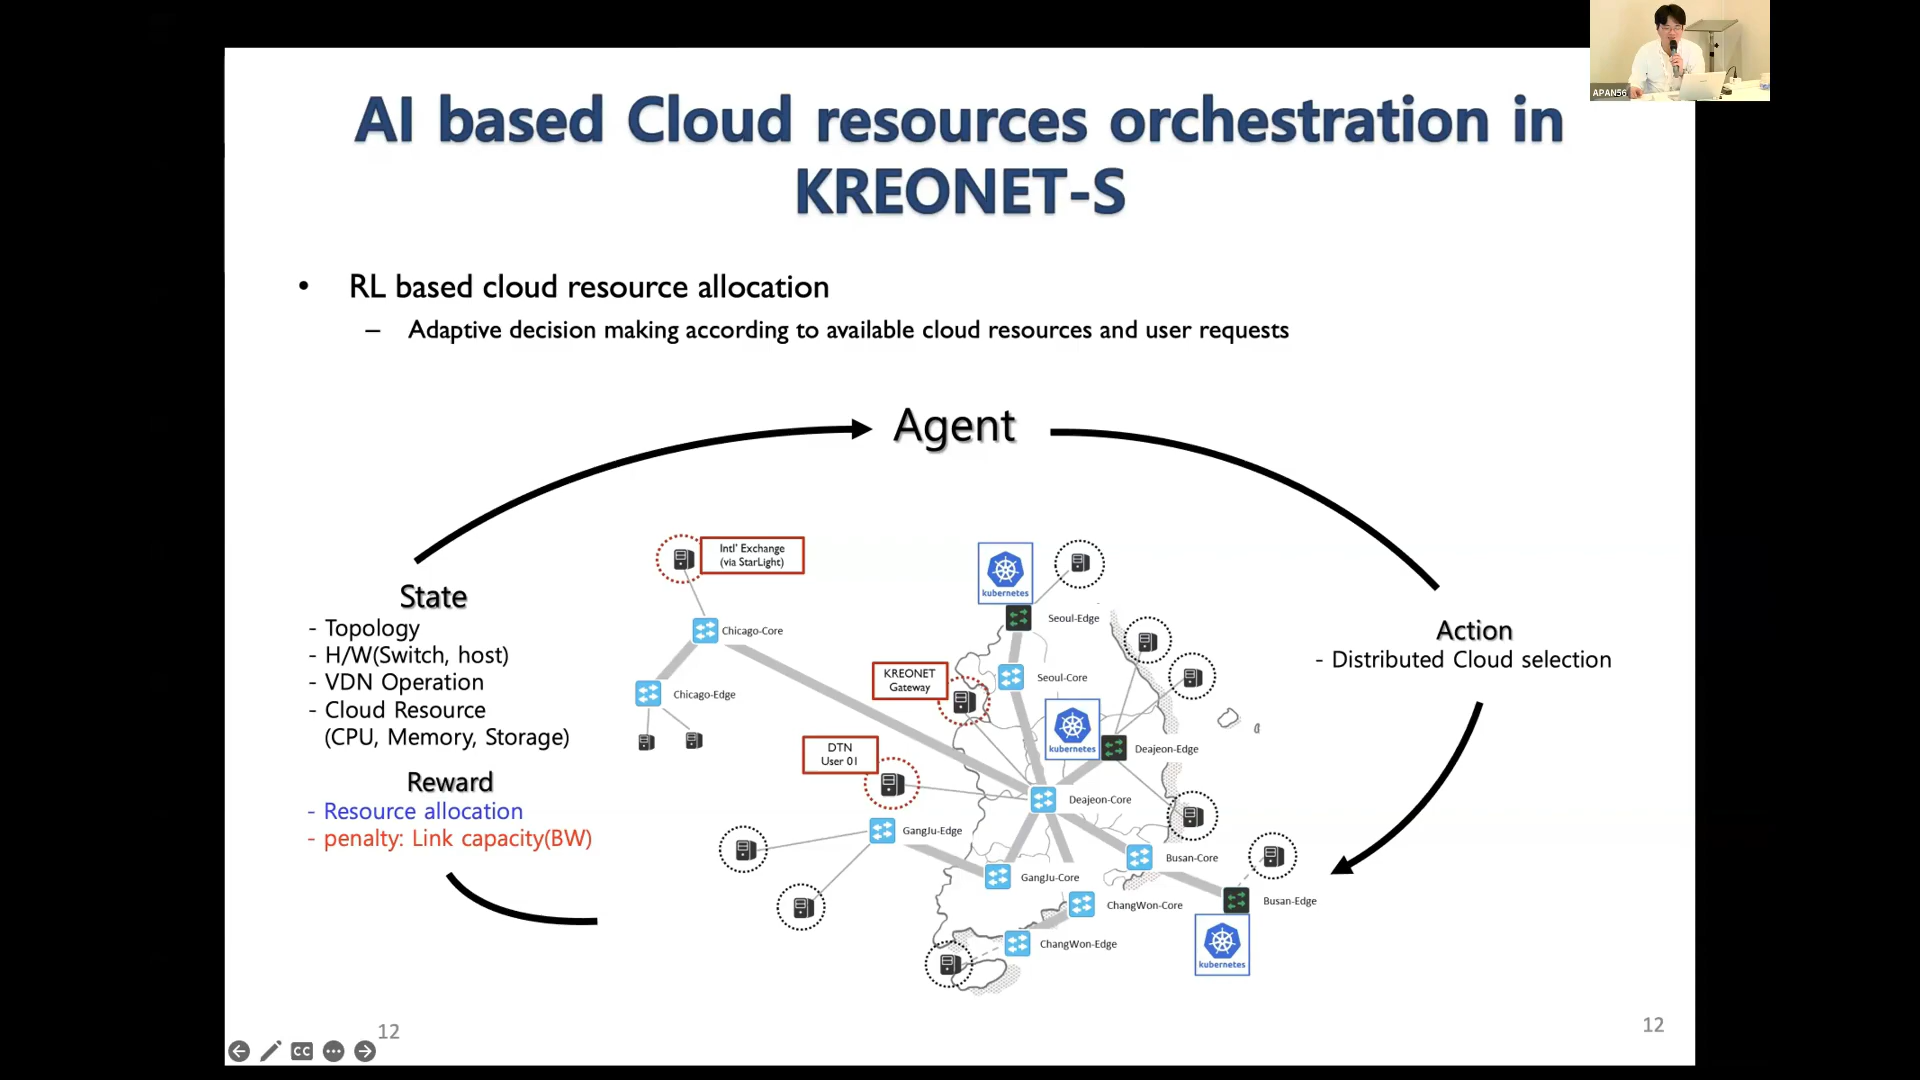 APAN56
AI based Cloud resources orchestration in
KREONET-S
• RL based cloud resource allocation
– Adaptive decision making according to available cloud resources and user requests
Agent
State
- Topology
- H/W(Switch, host)
- VDN Operation
- Cloud Resource
(CPU, Memory, Storage)
Reward
- Resource allocation
- penalty: Link capacity(BW)
Intl' Exchange
(via StarLight)
Chicago-Core
Chicago-Edge
kubernetes
Seoul-Edge
KREONET
Gateway
Seoul-Core
kubernetes
Deajeon-Edge
DTN
User 01
Deajeon-Core
GangJu-Edge
GangJu-Core
Busan-Core
Busan-Edge
ChangWon-Core
ChangWon-Edge
kubernetes
Action
- Distributed Cloud selection
12
CC
12